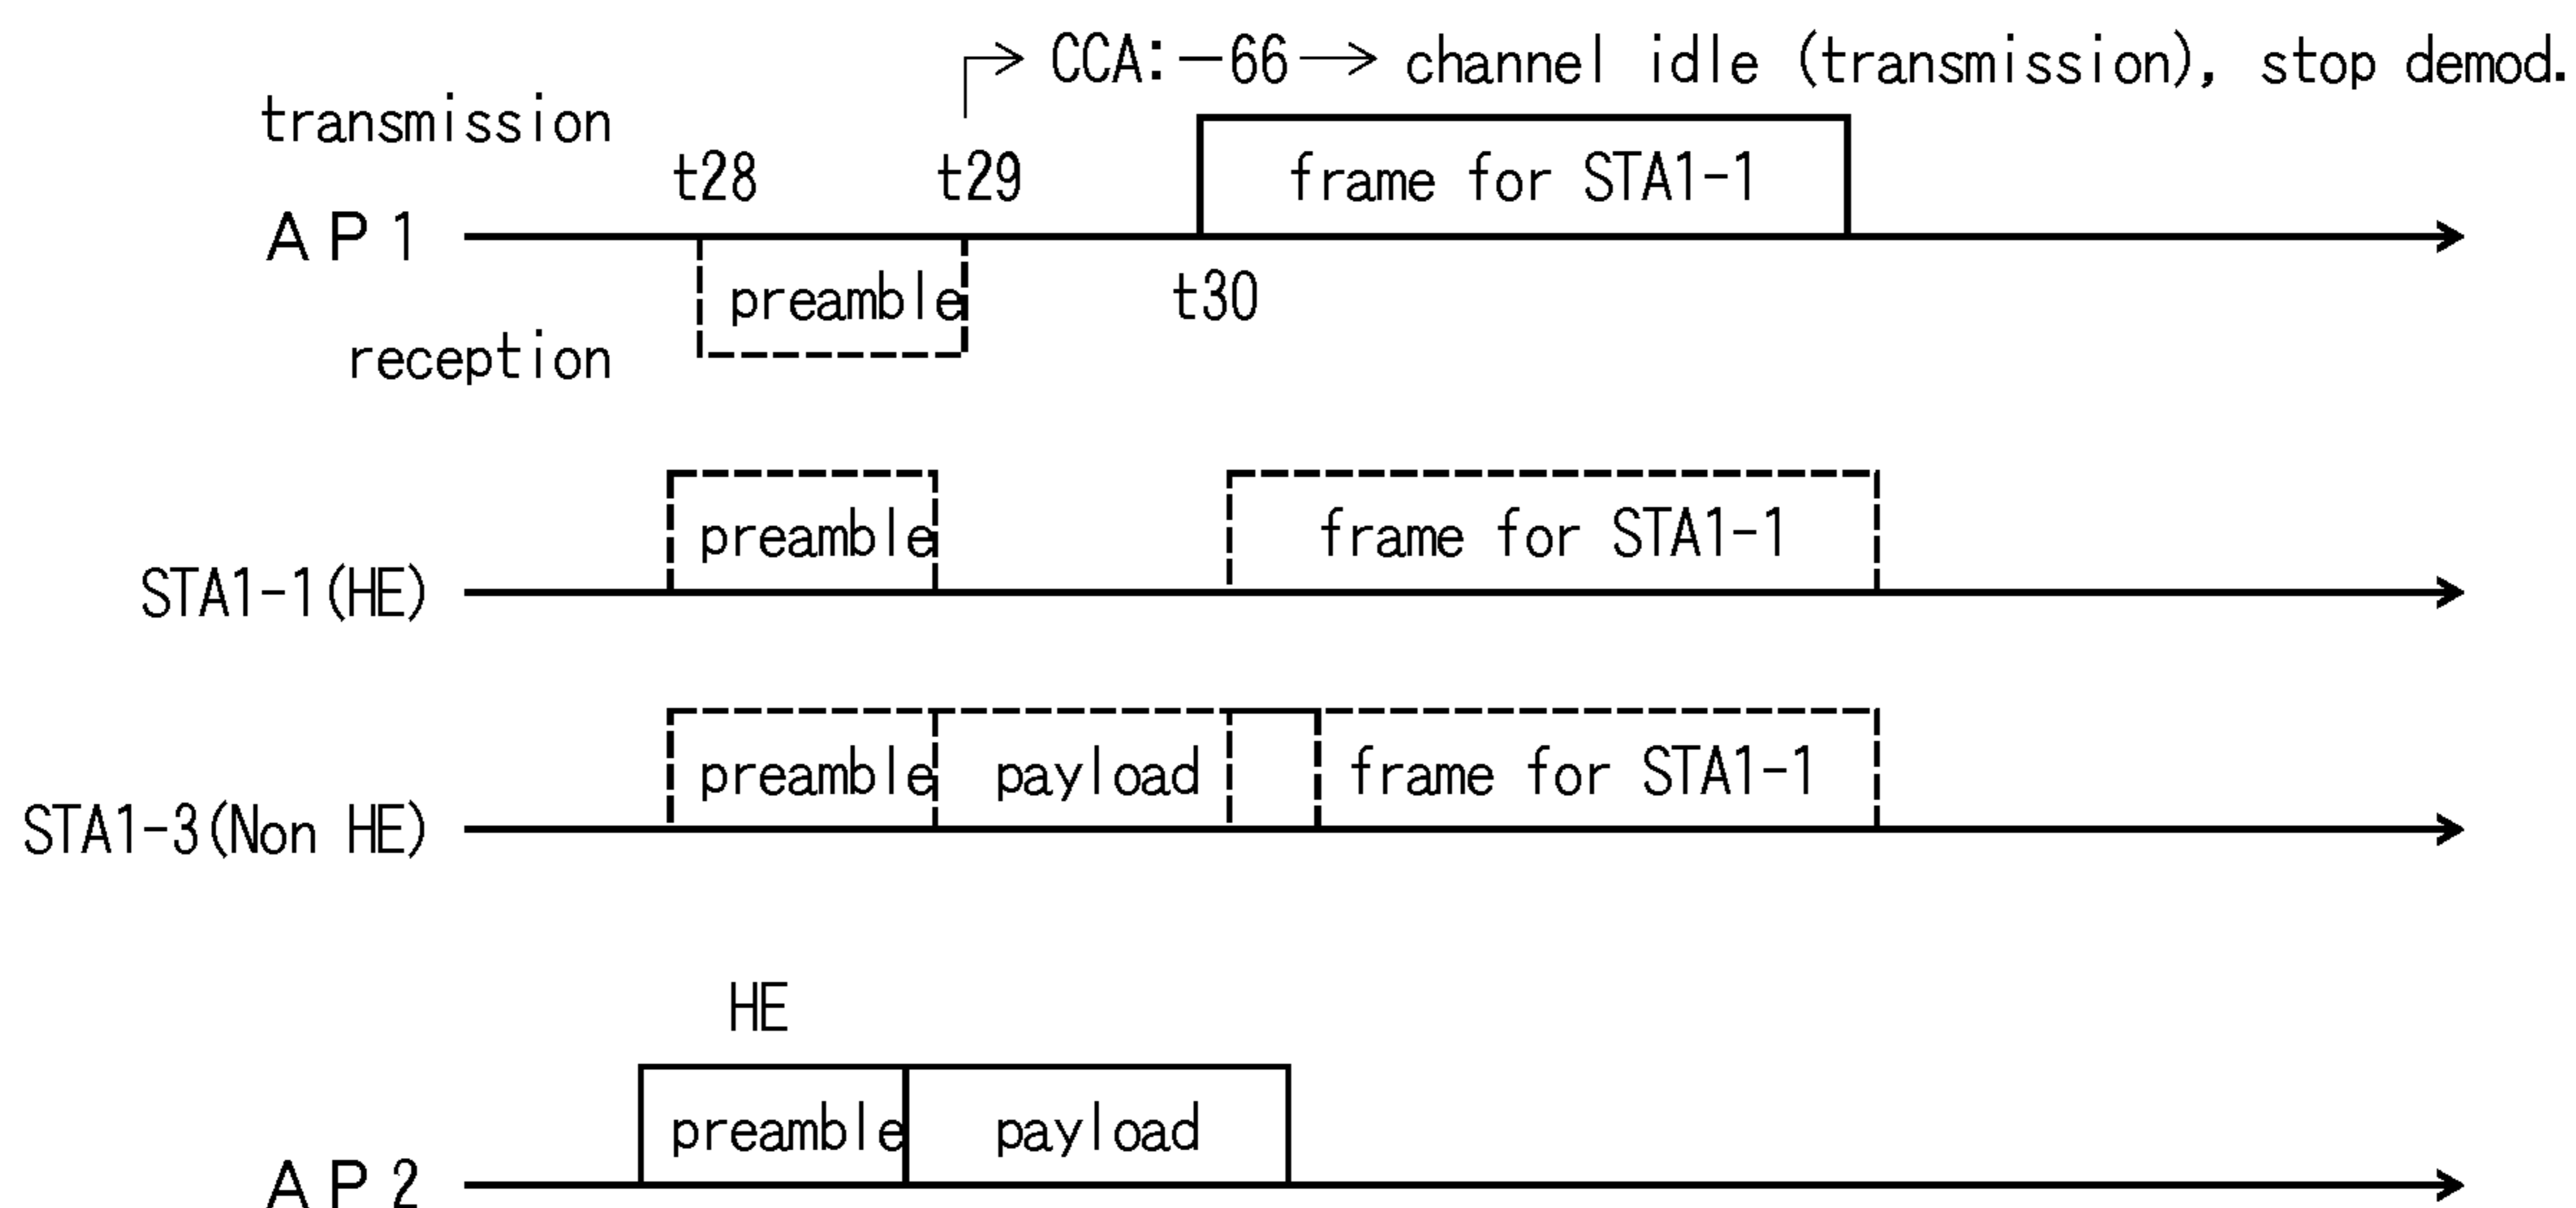 CCA:−66→ channel idle (transmission), stop demod.
transmission
t28 t29 frame for STA1-1
AP1
preamble t30
reception
preamble frame for STA1-1
STA1-1(HE)
preamble payload frame for STA1-1
STA1-3(Non HE)
HE
preamble payload
AP2